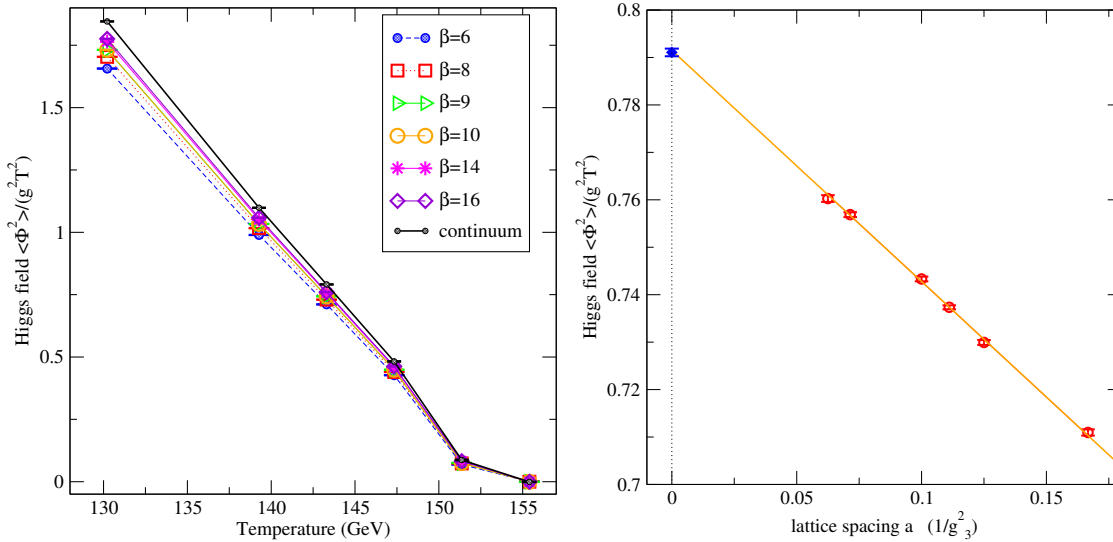 Higgs field <Φ²>/(g²T²)
1.5
1
0.5
0
130
135
140
145
150
155
Temperature (GeV)
β=6
β=8
β=9
β=10
β=14
β=16
continuum
Higgs field <Φ²>/(g²T²)
0.8
0.78
0.76
0.74
0.72
0.7
0
0.05
0.1
0.15
lattice spacing a (1/g²₃)